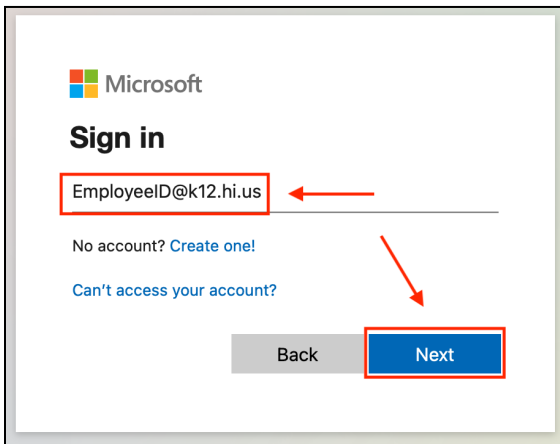 Microsoft
Sign in
EmployeeID@k12.hi.us
No account? Create one!
Can't access your account?
Back Next